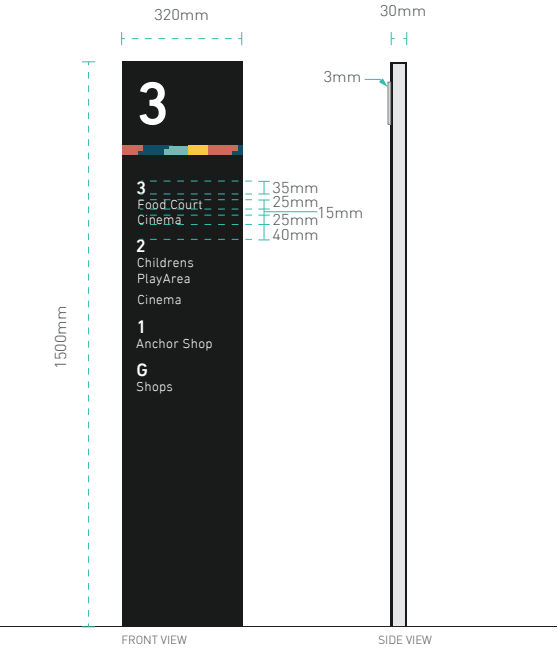 320mm
30mm
3mm
3
3
35mm
Food Court
25mm
15mm
Cinema
25mm
40mm
2
Childrens
PlayArea
Cinema
1
Anchor Shop
G
Shops
1500mm
FRONT VIEW
SIDE VIEW